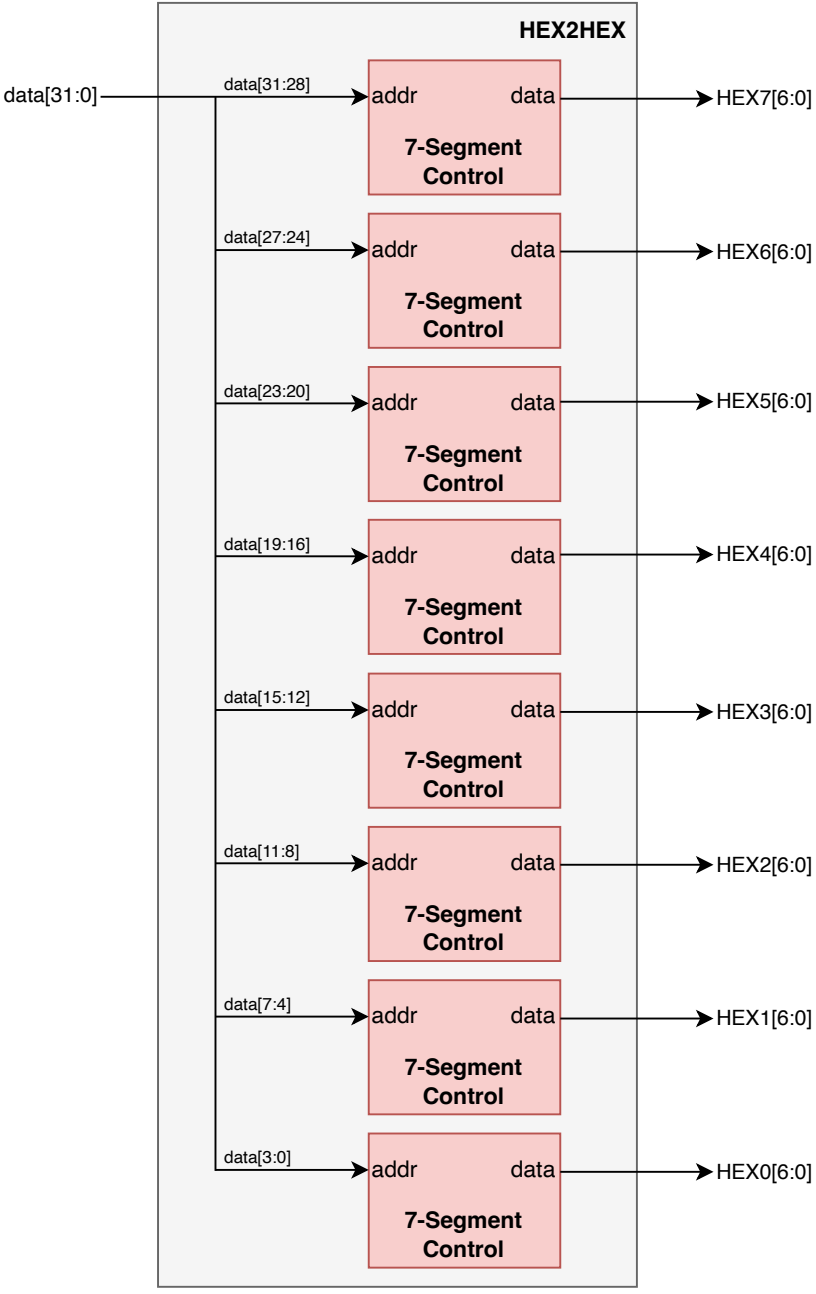 HEX2HEX
data[31:0]
data[31:28]
addr
data
7-Segment
Control
HEX7[6:0]
data[27:24]
addr
data
7-Segment
Control
HEX6[6:0]
data[23:20]
addr
data
7-Segment
Control
HEX5[6:0]
data[19:16]
addr
data
7-Segment
Control
HEX4[6:0]
data[15:12]
addr
data
7-Segment
Control
HEX3[6:0]
data[11:8]
addr
data
7-Segment
Control
HEX2[6:0]
data[7:4]
addr
data
7-Segment
Control
HEX1[6:0]
data[3:0]
addr
data
7-Segment
Control
HEX0[6:0]